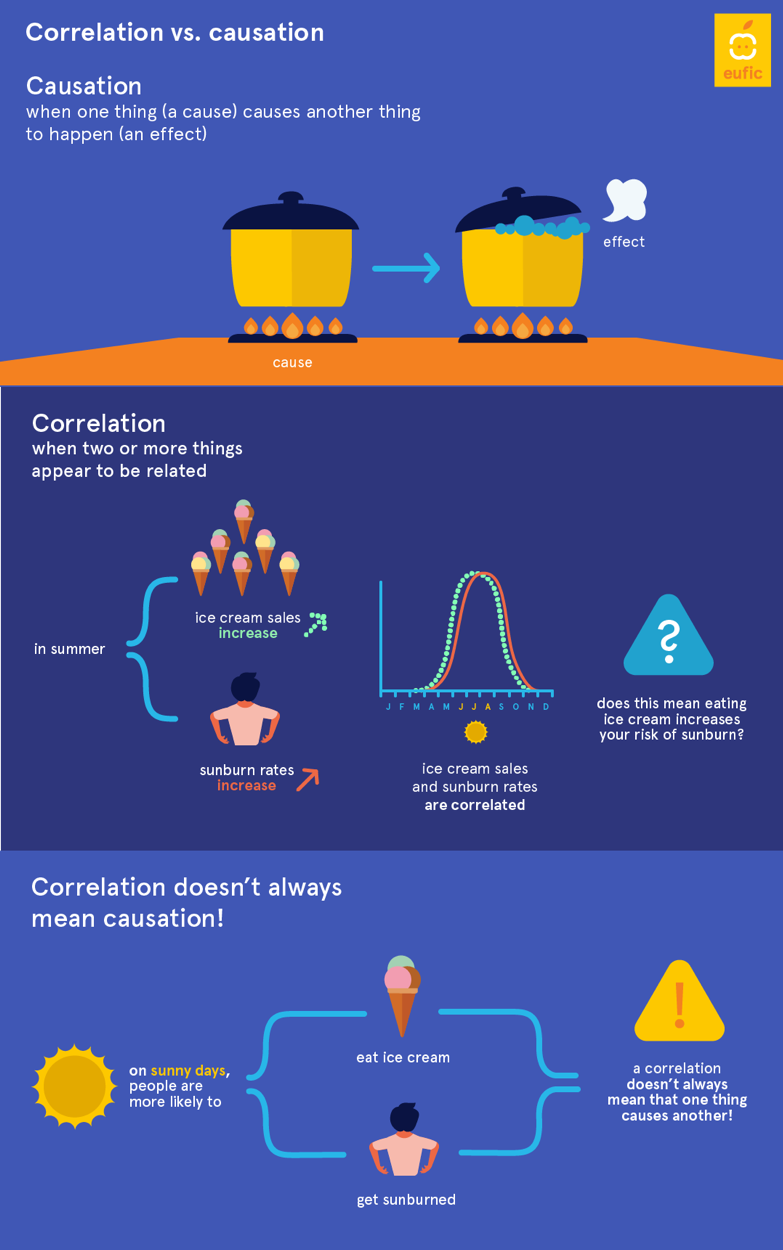 Correlation vs. causation
eufic
Causation
when one thing (a cause) causes another thing
to happen (an effect)
effect
cause
Correlation
when two or more things
appear to be related
in summer
ice cream sales
increase
sunburn rates
increase
J F M A M J J A S O N D
ice cream sales
and sunburn rates
are correlated
?
does this mean eating
ice cream increases
your risk of sunburn?
Correlation doesn’t always
mean causation!
on sunny days,
people are
more likely to
eat ice cream
get sunburned
!
a correlation
doesn’t always
mean that one thing
causes another!